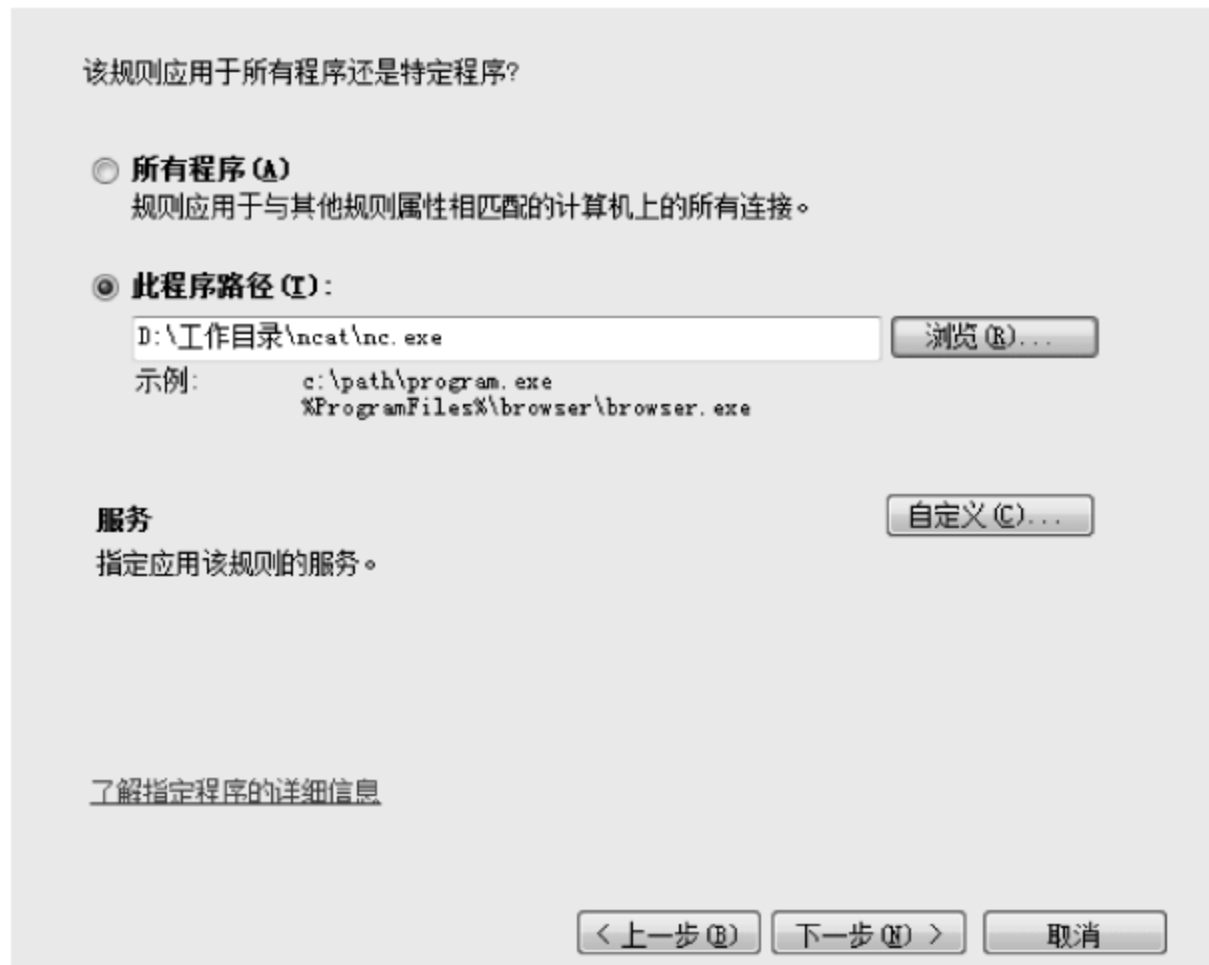 该规则应用于所有程序还是特定程序?
所有程序(A)
规则应用于与其他规则属性相匹配的计算机上的所有连接。
此程序路径(T):
D:\工作目录\ncat\nc.exe
浏览(R)...
示例: c:\path\program.exe
%ProgramFiles%\browser\browser.exe
服务
自定义(C)...
指定应用该规则的服务。
了解指定程序的详细信息
< 上一步(B) 下一步(N) > 取消